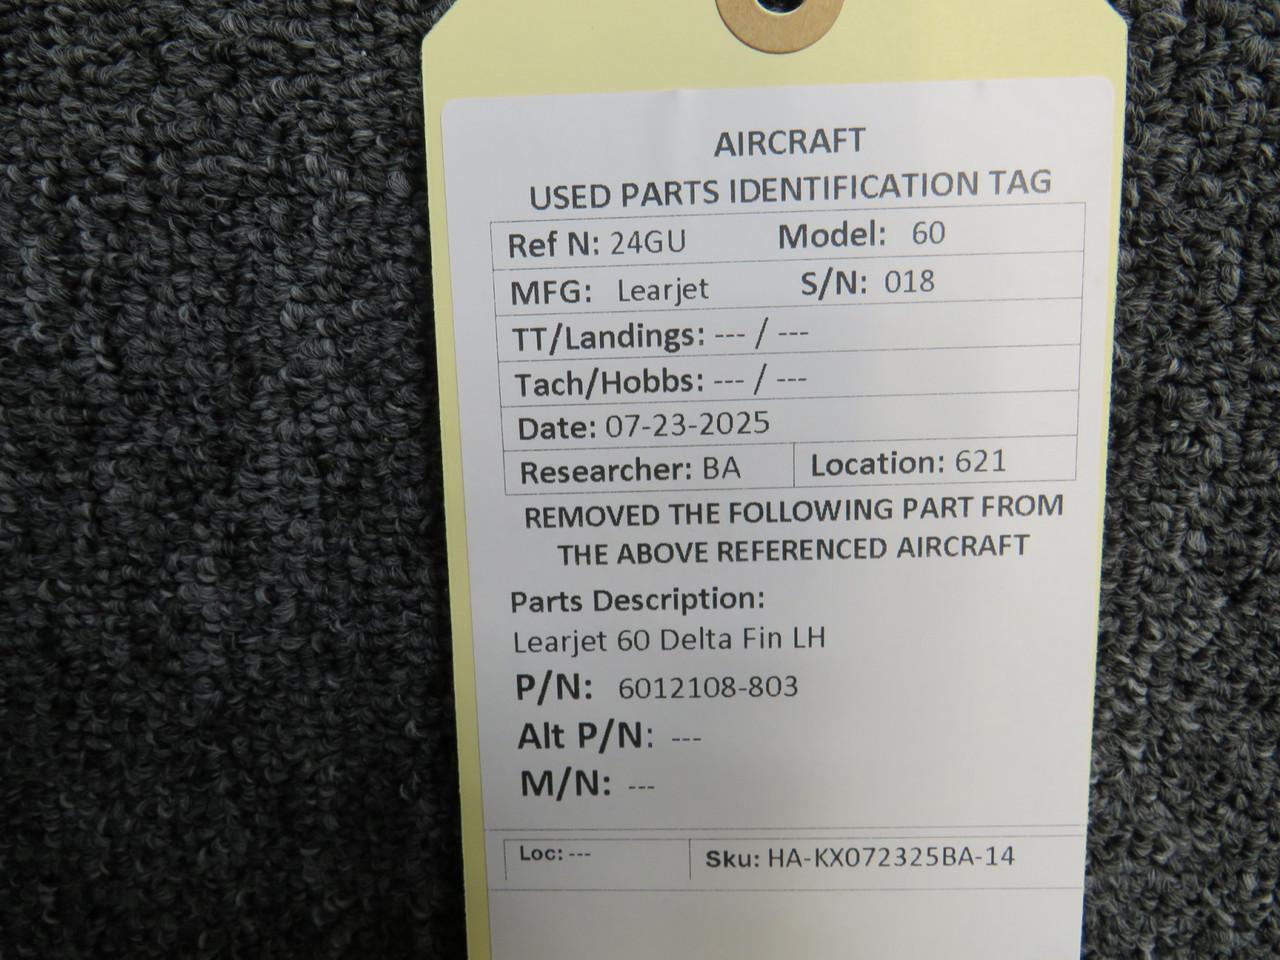 AIRCRAFT
USED PARTS IDENTIFICATION TAG
Ref N: 24GU Model: 60
MFG: Learjet S/N: 018
TT/Landings: --- / ---
Tach/Hobbs: --- / ---
Date: 07-23-2025
Researcher: BA Location: 621
REMOVED THE FOLLOWING PART FROM
THE ABOVE REFERENCED AIRCRAFT
Parts Description:
Learjet 60 Delta Fin LH
P/N: 6012108-803
Alt P/N: ---
M/N: ---
Loc: --- Sku: HA-KX072325BA-14